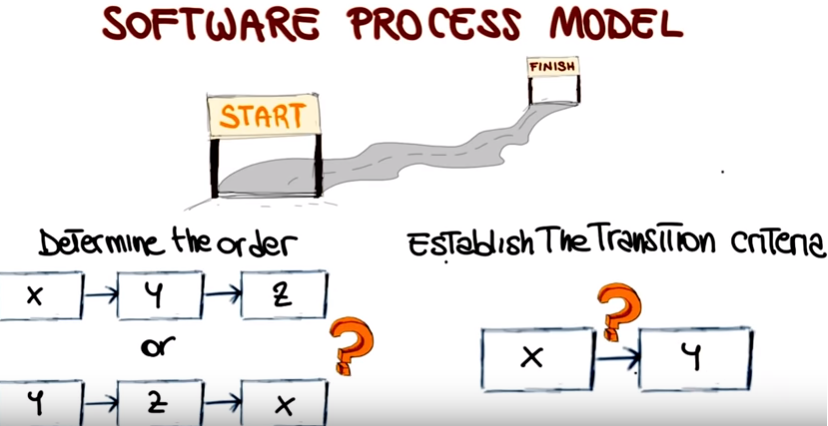 SOFTWARE PROCESS MODEL
FINISH
START
Determine the order
X Y Z
or
Y Z X
?
Establish The Transition criteria
?
X Y